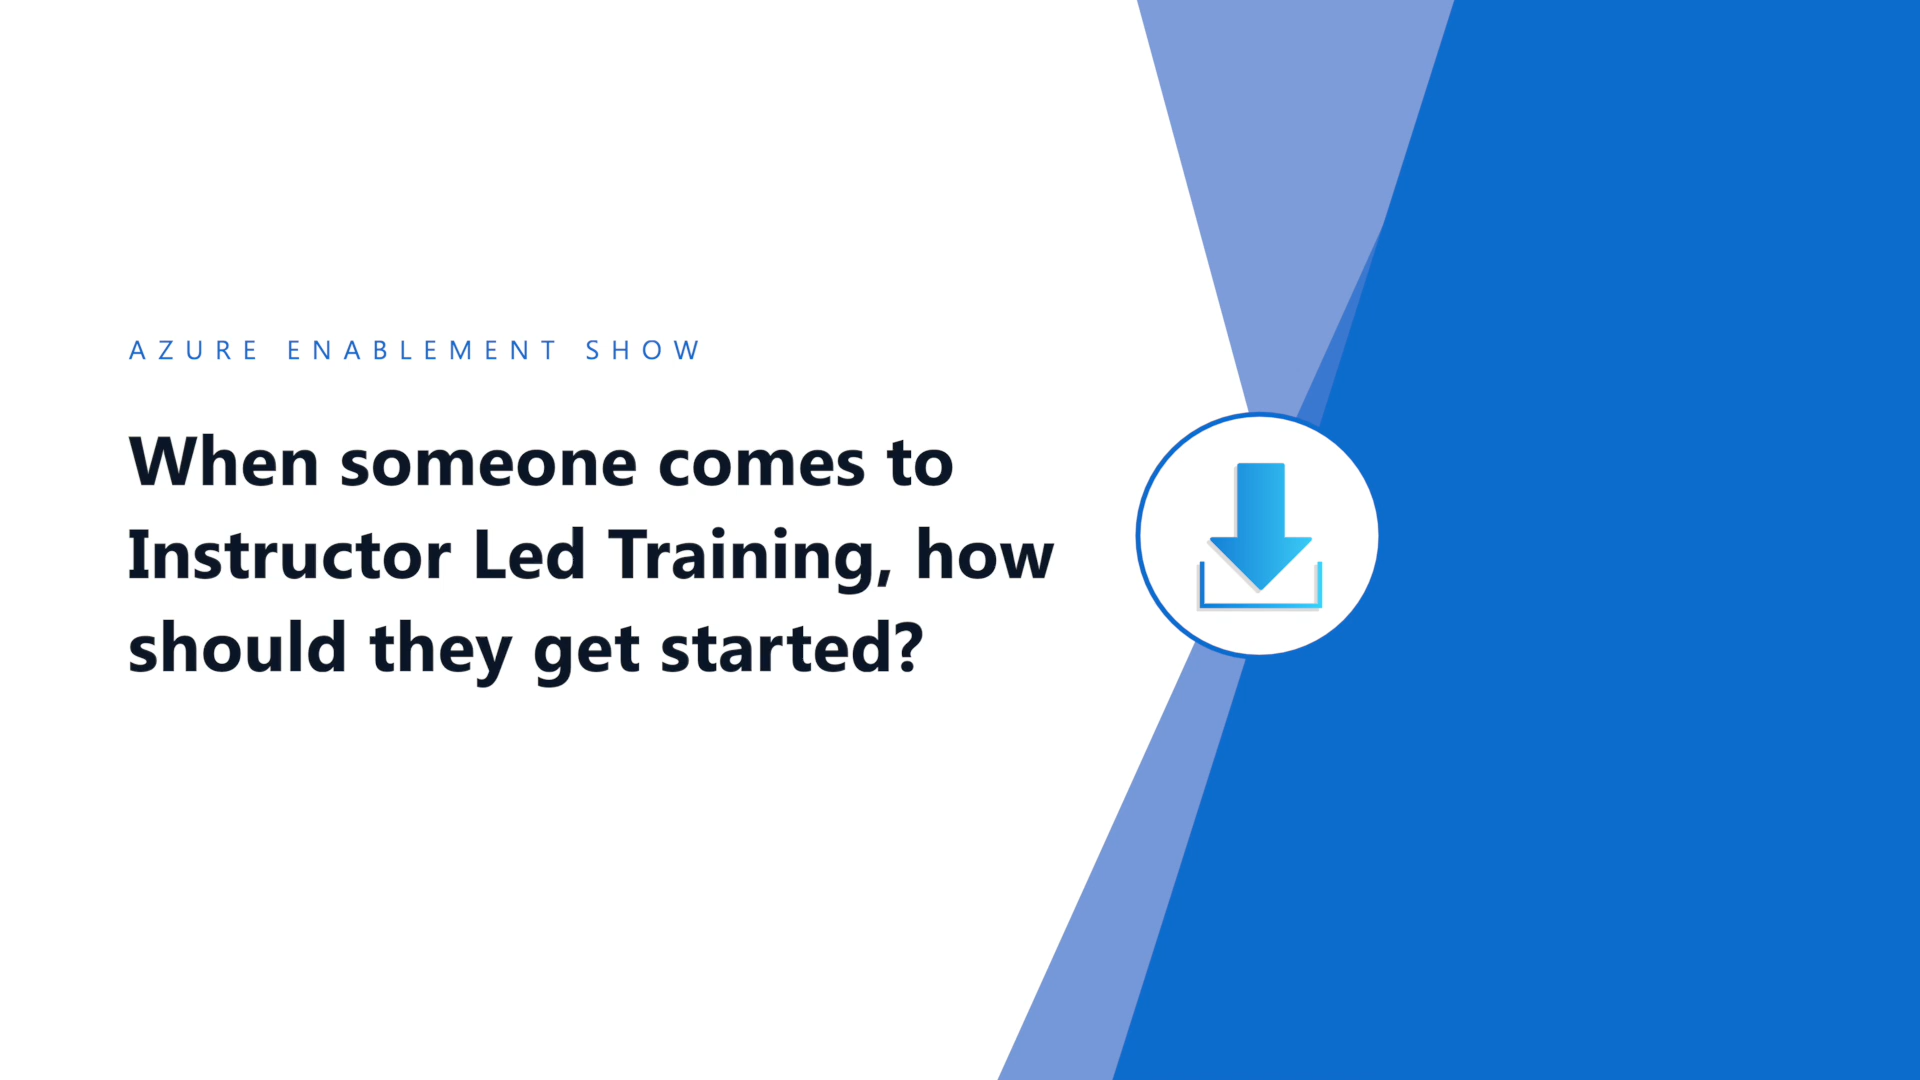 AZURE ENABLEMENT SHOW
When someone comes to
Instructor Led Training, how
should they get started?